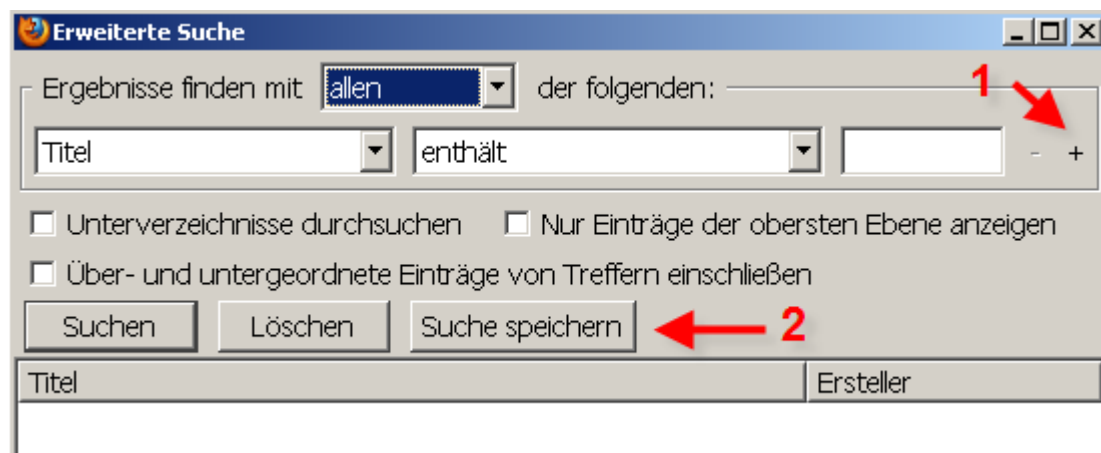 Erweiterte Suche
Ergebnisse finden mit allen der folgenden: 1
Titel enthält - +
Unterverzeichnisse durchsuchen Nur Einträge der obersten Ebene anzeigen
Über- und untergeordnete Einträge von Treffern einschließen
Suchen Löschen Suche speichern 2
Titel Ersteller